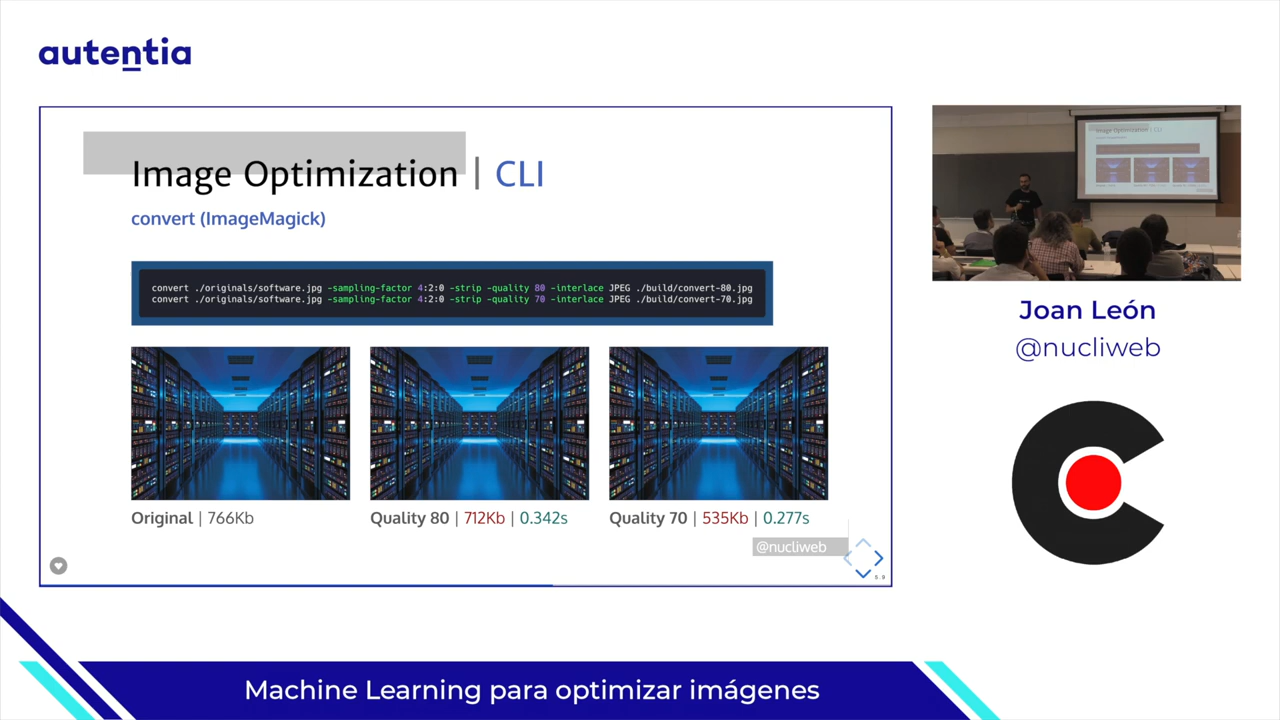 autentia
Image Optimization | CLI
convert (ImageMagick)
convert ./originals/software.jpg -sampling-factor 4:2:0 -strip -quality 80 -interlace JPEG ./build/convert-80.jpg
convert ./originals/software.jpg -sampling-factor 4:2:0 -strip -quality 70 -interlace JPEG ./build/convert-70.jpg
Original | 766Kb
Quality 80 | 712Kb | 0.342s
Quality 70 | 535Kb | 0.277s
@nucliweb
Image Optimization | CLI
Joan León
@nucliweb
Machine Learning para optimizar imágenes